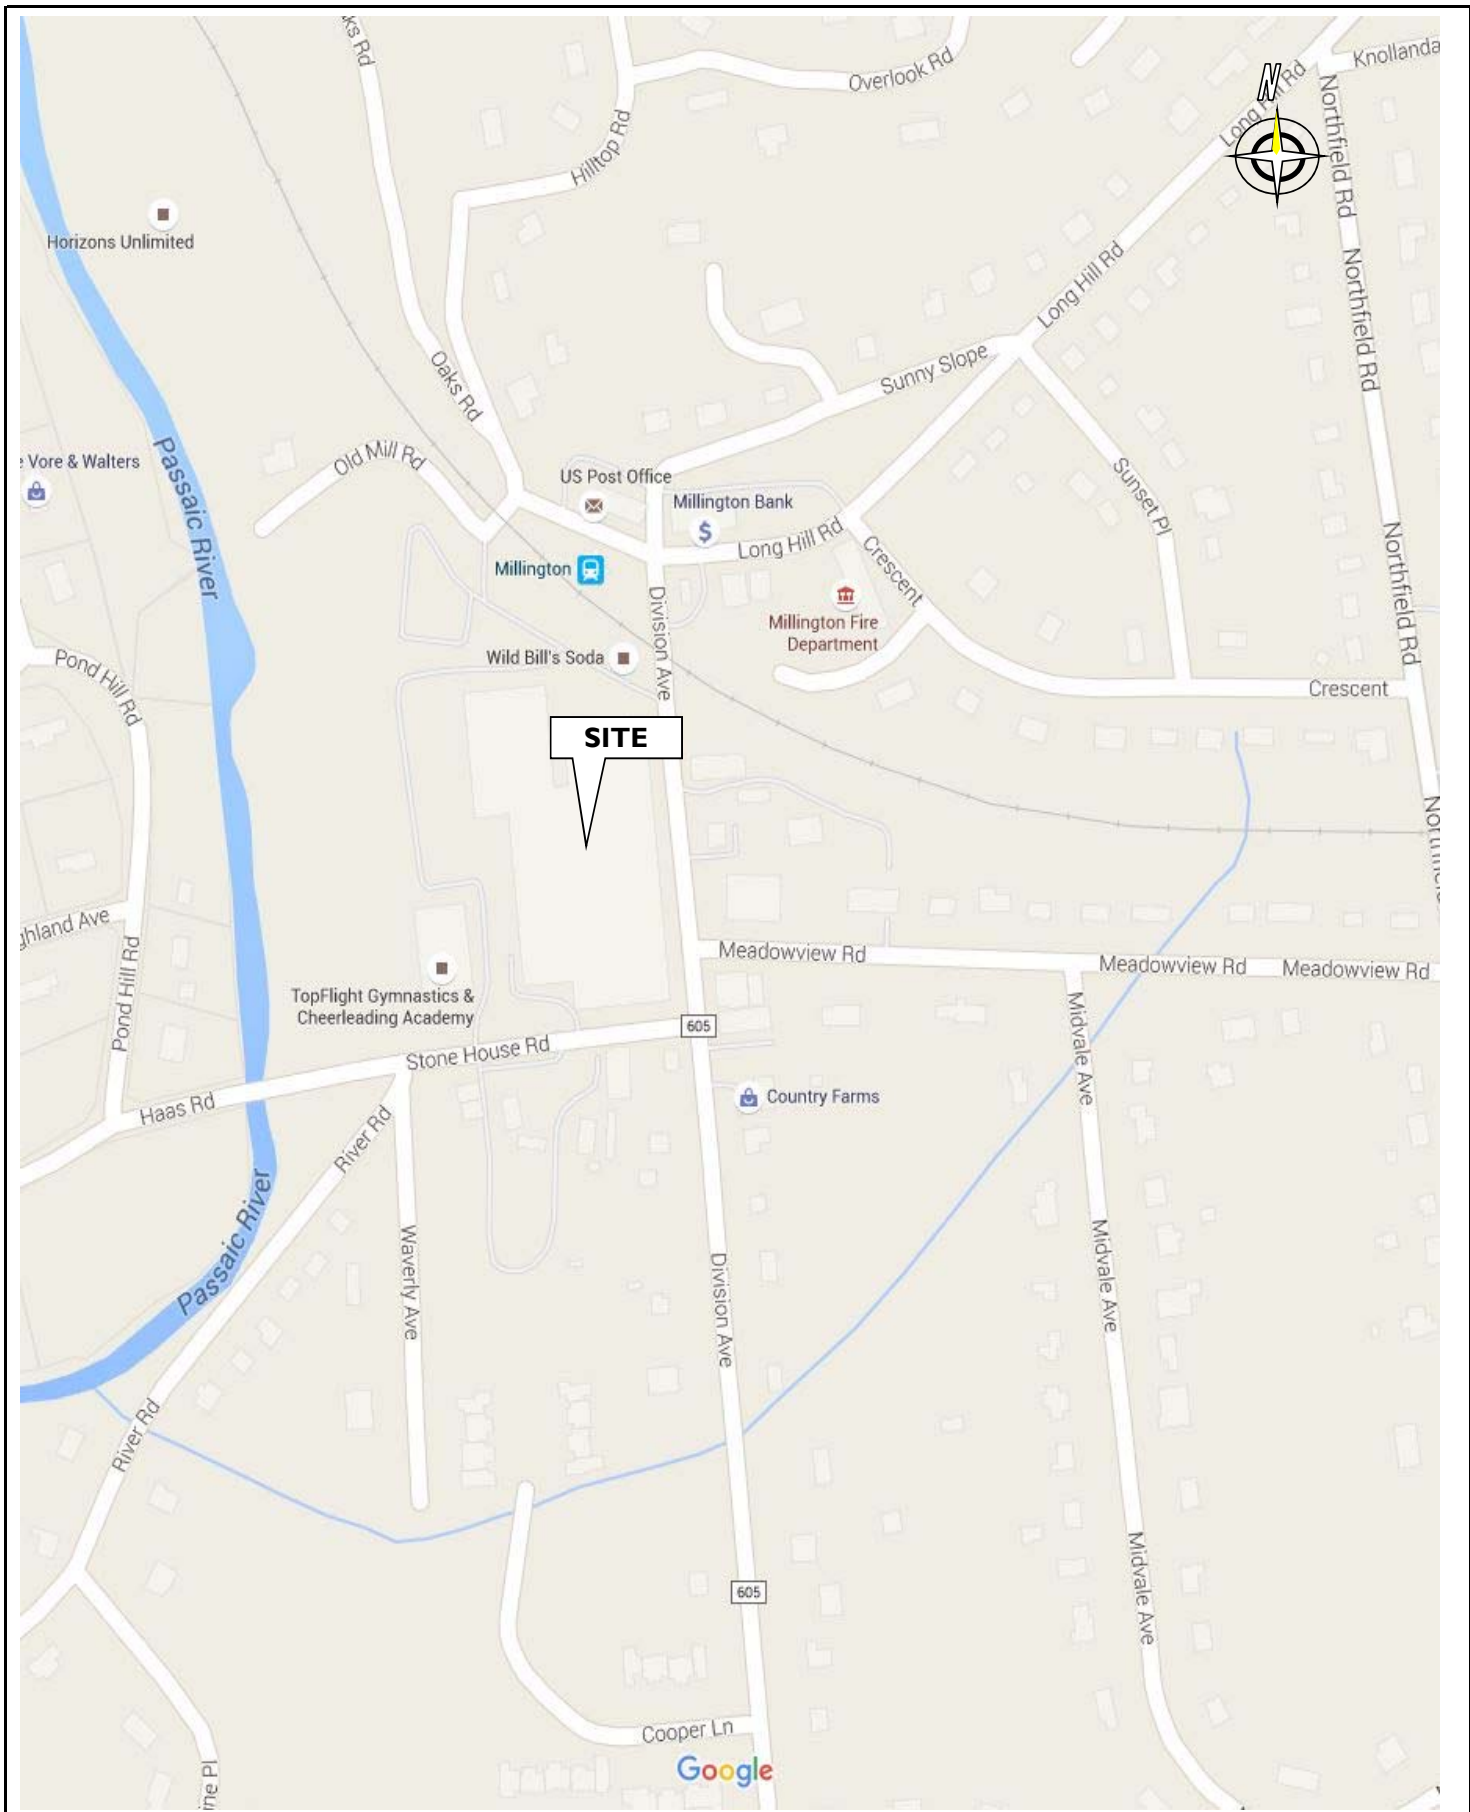 ks Rd
Overlook Rd
Knollanda
N
Long Hill Rd
Northfield Rd
Hilltop Rd
Horizons Unlimited
Northfield Rd
Long Hill Rd
Oaks Rd
Sunny Slope
Old Mill Rd
Vore & Walters
Passaic River
US Post Office
Millington Bank
Sunset Pl
Long Hill Rd
Northfield Rd
Crescent
Millington
Division Ave
Millington Fire
Department
Wild Bill's Soda
Pond Hill Rd
Crescent
SITE
ghland Ave
Pond Hill Rd
Meadowview Rd
Meadowview Rd
Meadowview Rd
TopFlight Gymnastics &
Cheerleading Academy
605
Midvale Ave
Stone House Rd
Haas Rd
Country Farms
River Rd
Passaic River
Waverly Ave
Division Ave
Midvale Ave
River Rd
605
Midvale Ave
Cooper Ln
Google